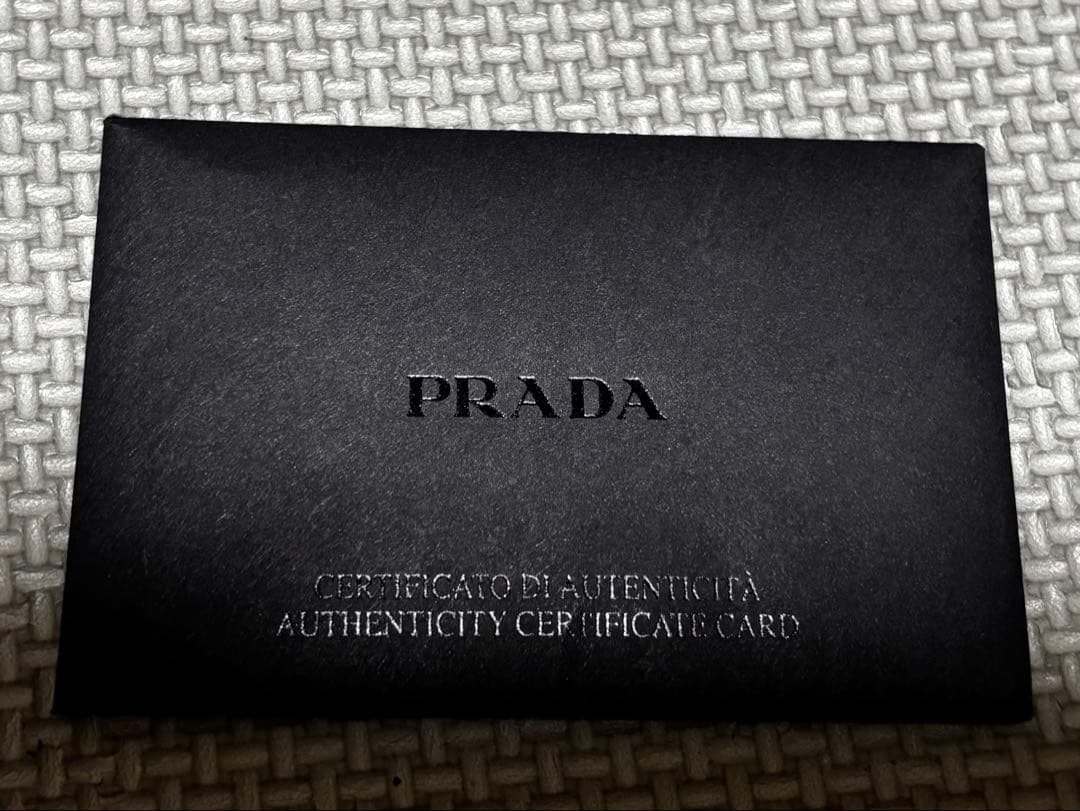 PRADA
CERTIFICATO DI AUTENTICITÀ
AUTHENTICITY CERTIFICATE CARD